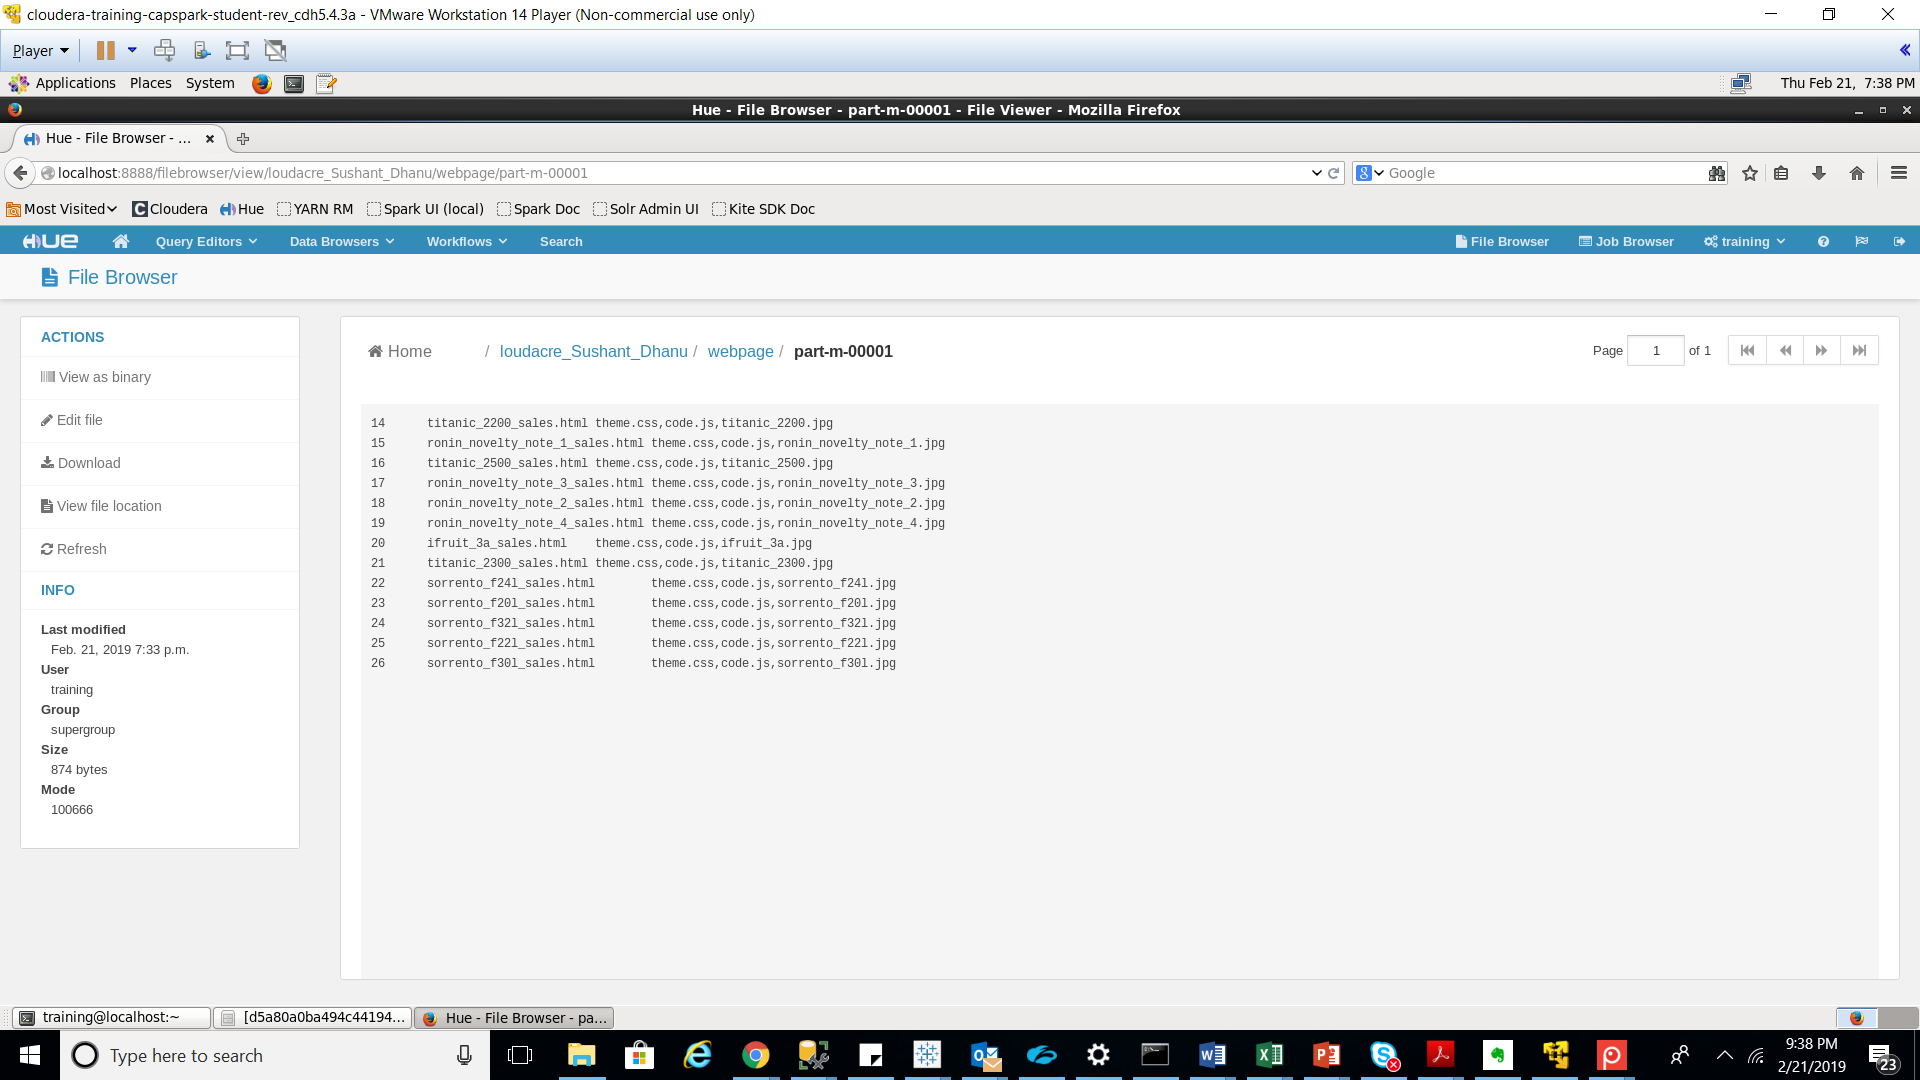 cloudera-training-capspark-student-rev_cdh5.4.3a - VMware Workstation 14 Player (Non-commercial use only)
Player
Applications Places System
Thu Feb 21, 7:38 PM
Hue - File Browser - part-m-00001 - File Viewer - Mozilla Firefox
Hue - File Browser - ...
localhost:8888/filebrowser/view/loudacre_Sushant_Dhanu/webpage/part-m-00001
Google
Most Visited Cloudera Hue YARN RM Spark UI (local) Spark Doc Solr Admin UI Kite SDK Doc
HUE Query Editors Data Browsers Workflows Search File Browser Job Browser training
File Browser
ACTIONS
View as binary
Edit file
Download
View file location
Refresh
INFO
Last modified
Feb. 21, 2019 7:33 p.m.
User
training
Group
supergroup
Size
874 bytes
Mode
100666
Home / loudacre_Sushant_Dhanu / webpage / part-m-00001
Page 1 of 1
14 titanic_2200_sales.html theme.css,code.js,titanic_2200.jpg
15 ronin_novelty_note_1_sales.html theme.css,code.js,ronin_novelty_note_1.jpg
16 titanic_2500_sales.html theme.css,code.js,titanic_2500.jpg
17 ronin_novelty_note_3_sales.html theme.css,code.js,ronin_novelty_note_3.jpg
18 ronin_novelty_note_2_sales.html theme.css,code.js,ronin_novelty_note_2.jpg
19 ronin_novelty_note_4_sales.html theme.css,code.js,ronin_novelty_note_4.jpg
20 ifruit_3a_sales.html theme.css,code.js,ifruit_3a.jpg
21 titanic_2300_sales.html theme.css,code.js,titanic_2300.jpg
22 sorrento_f24l_sales.html theme.css,code.js,sorrento_f24l.jpg
23 sorrento_f20l_sales.html theme.css,code.js,sorrento_f20l.jpg
24 sorrento_f32l_sales.html theme.css,code.js,sorrento_f32l.jpg
25 sorrento_f22l_sales.html theme.css,code.js,sorrento_f22l.jpg
26 sorrento_f30l_sales.html theme.css,code.js,sorrento_f30l.jpg
training@localhost:~
[d5a80a0ba494c44194...
Hue - File Browser - pa...
Type here to search
9:38 PM
2/21/2019
23